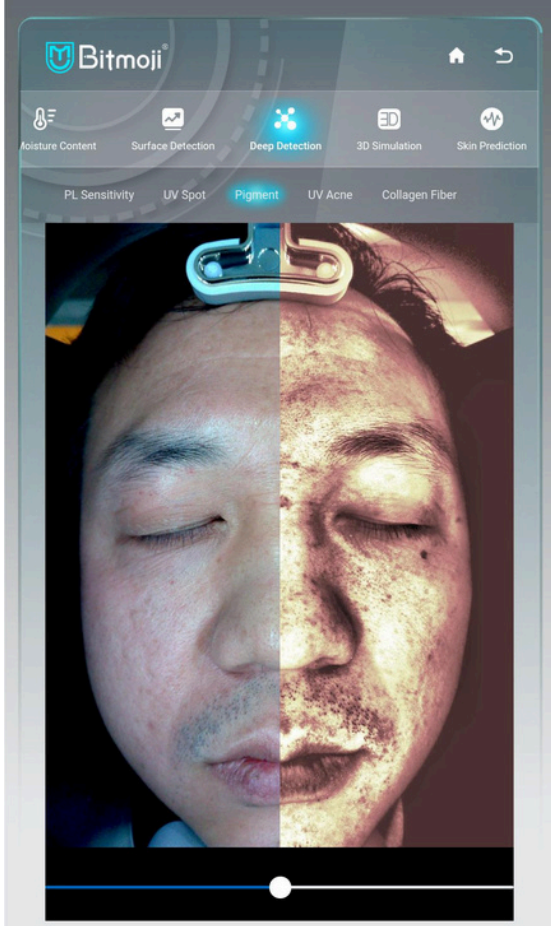 Bitmoji®
Moisture Content Surface Detection Deep Detection 3D Simulation Skin Prediction
PL Sensitivity UV Spot Pigment UV Acne Collagen Fiber